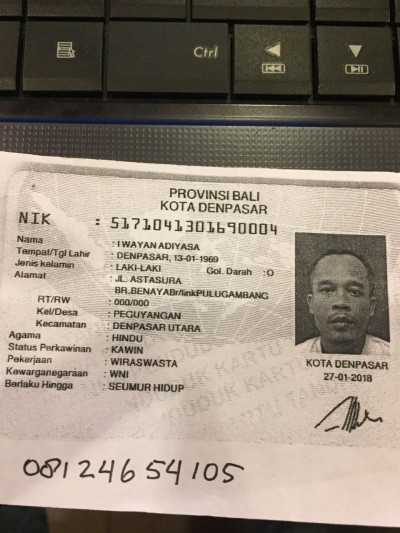 Ctrl
PROVINSI BALI
KOTA DENPASAR
NIK : 5171041301690004
Nama : I WAYAN ADIYASA
Tempat/Tgl Lahir : DENPASAR, 13-01-1969
Jenis kelamin : LAKI-LAKI Gol. Darah :O
Alamat : JL. ASTASURA
BR.BENAYABr/linkPULUGAMBANG
RT/RW : 000/000
Kel/Desa : PEGUYANGAN
Kecamatan : DENPASAR UTARA
Agama : HINDU
Status Perkawinan : KAWIN
Pekerjaan : WIRASWASTA
Kewarganegaraan : WNI
Berlaku Hingga : SEUMUR HIDUP
KOTA DENPASAR
27-01-2018
08124654105